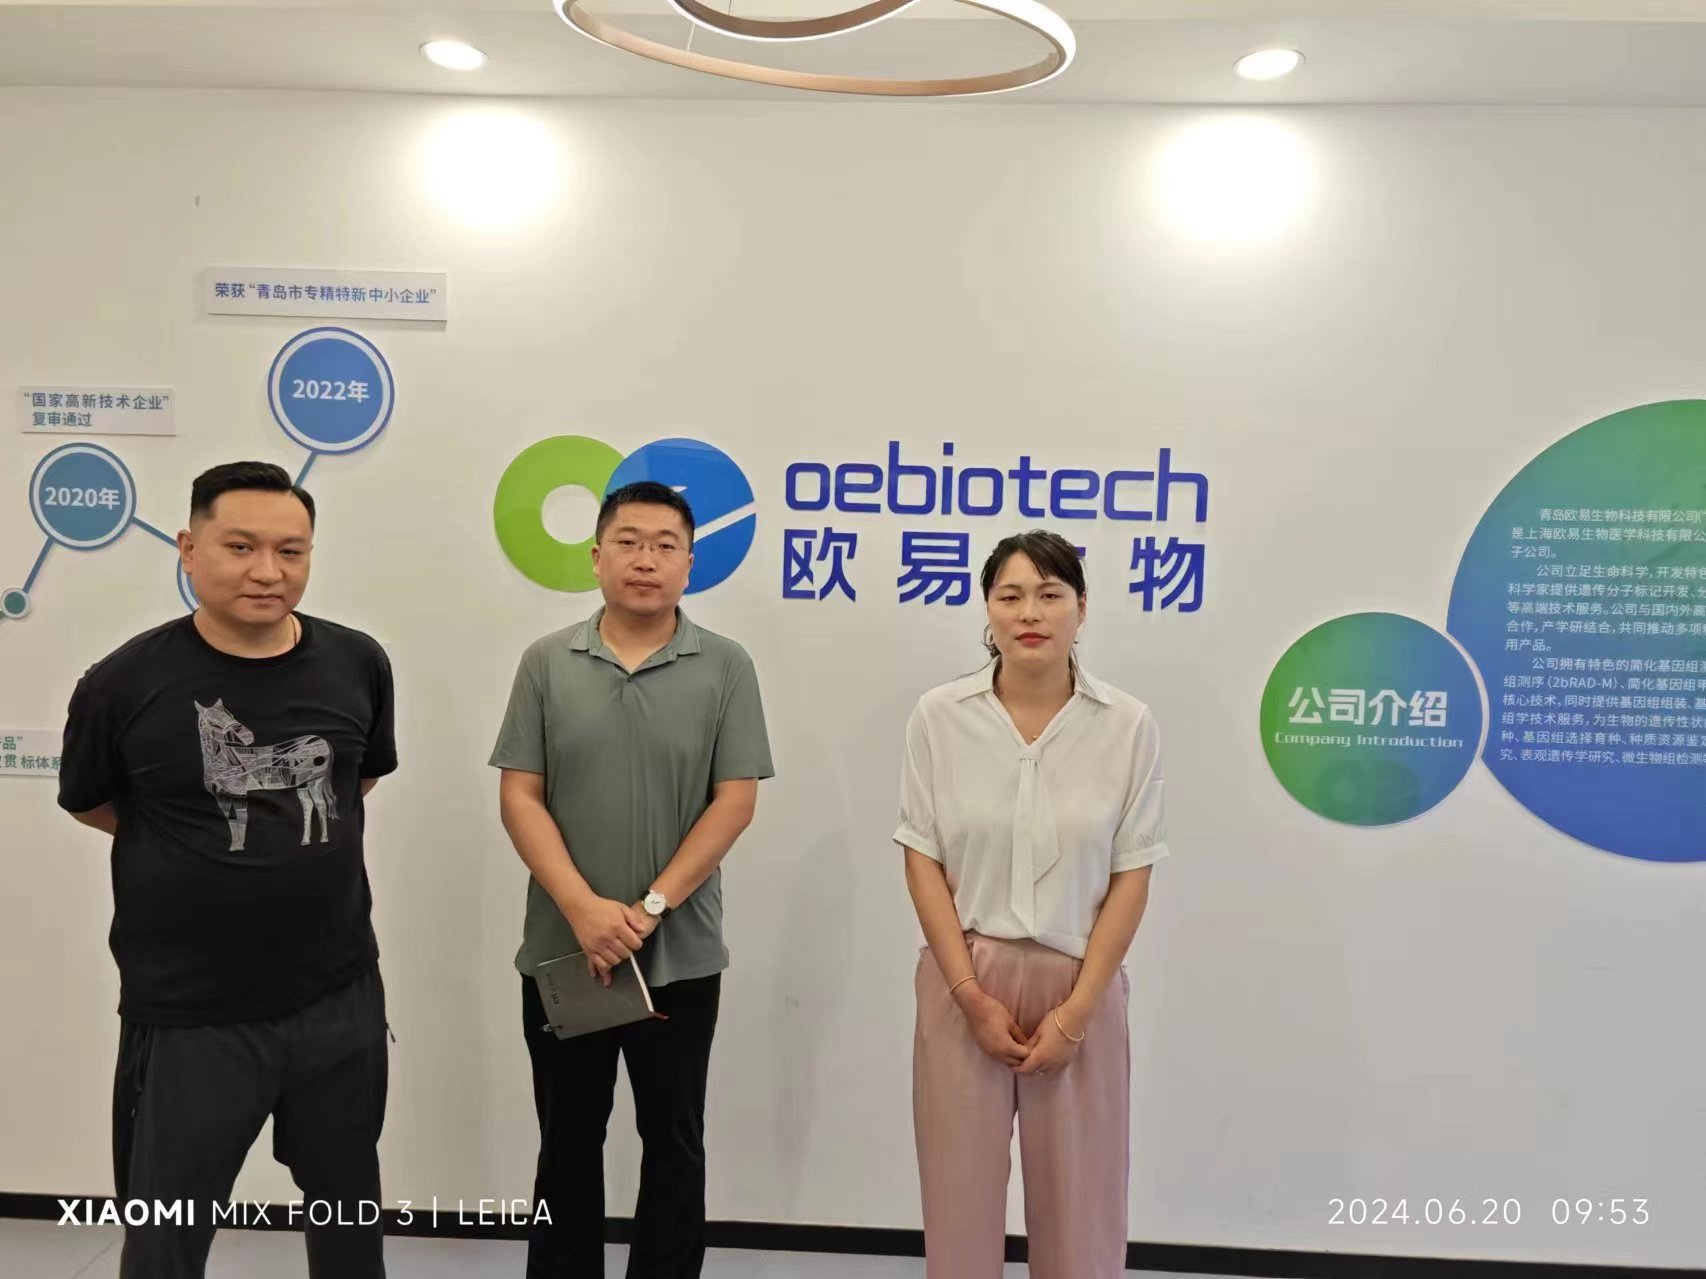 荣获“青岛市专精特新中小企业”
2022年
“国家高新技术企业”
复审通过
2020年
品”
贯标体系
oebiotech
欧易 物
公司介绍
Company Introduction
青岛欧易生物科技有限公司(
是上海欧易生物医学科技有限公
子公司。
公司立足生命科学,开发特色
科学家提供遗传分子标记开发、分
等高端技术服务。公司与国内外高
合作,产学研结合,共同推动多项
用产品。
公司拥有特色的简化基因组测
组测序(2bRAD-M)、简化基因组甲
核心技术,同时提供基因组组装、基
组学技术服务,为生物的遗传性状
种、基因组选择育种、种质资源鉴
究、表观遗传学研究、微生物组检测
XIAOMI MIX FOLD 3 | LEICA
2024.06.20 09:53